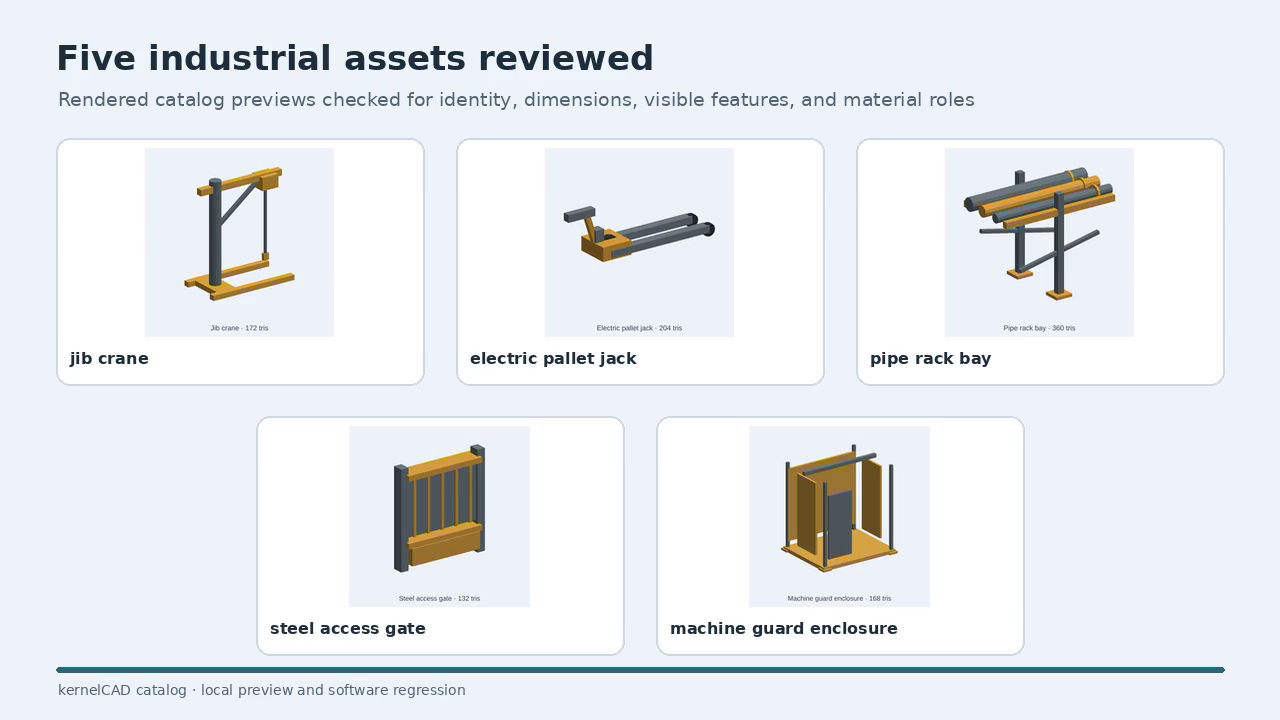 Five industrial assets reviewed
Rendered catalog previews checked for identity, dimensions, visible features, and material roles
Jib crane · 172 tris
jib crane
Electric pallet jack · 204 tris
electric pallet jack
Pipe rack bay · 360 tris
pipe rack bay
Steel access gate · 132 tris
steel access gate
Machine guard enclosure · 168 tris
machine guard enclosure
kernelCAD catalog · local preview and software regression